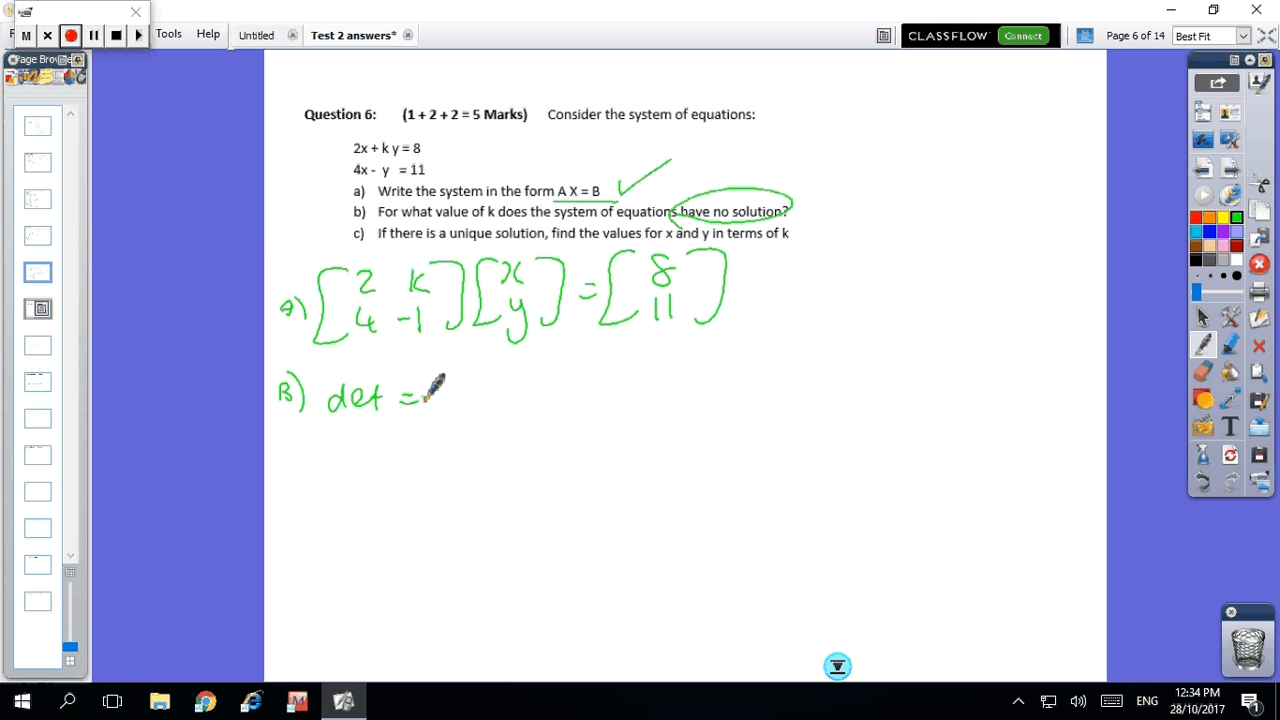 Tools Help Untitled Test 2 answers* CLASSFLOW Connect Page 6 of 14 Best Fit
M
Page Browser
Question 6: (1 + 2 + 2 = 5 Marks) Consider the system of equations:
2x + k y = 8
4x - y = 11
a) Write the system in the form A X = B
b) For what value of k does the system of equations have no solution?
c) If there is a unique solution, find the values for x and y in terms of k
A) [2 k] [x] = [8]
[4 -1] [y] [11]
B) det =
ENG 12:34 PM
28/10/2017